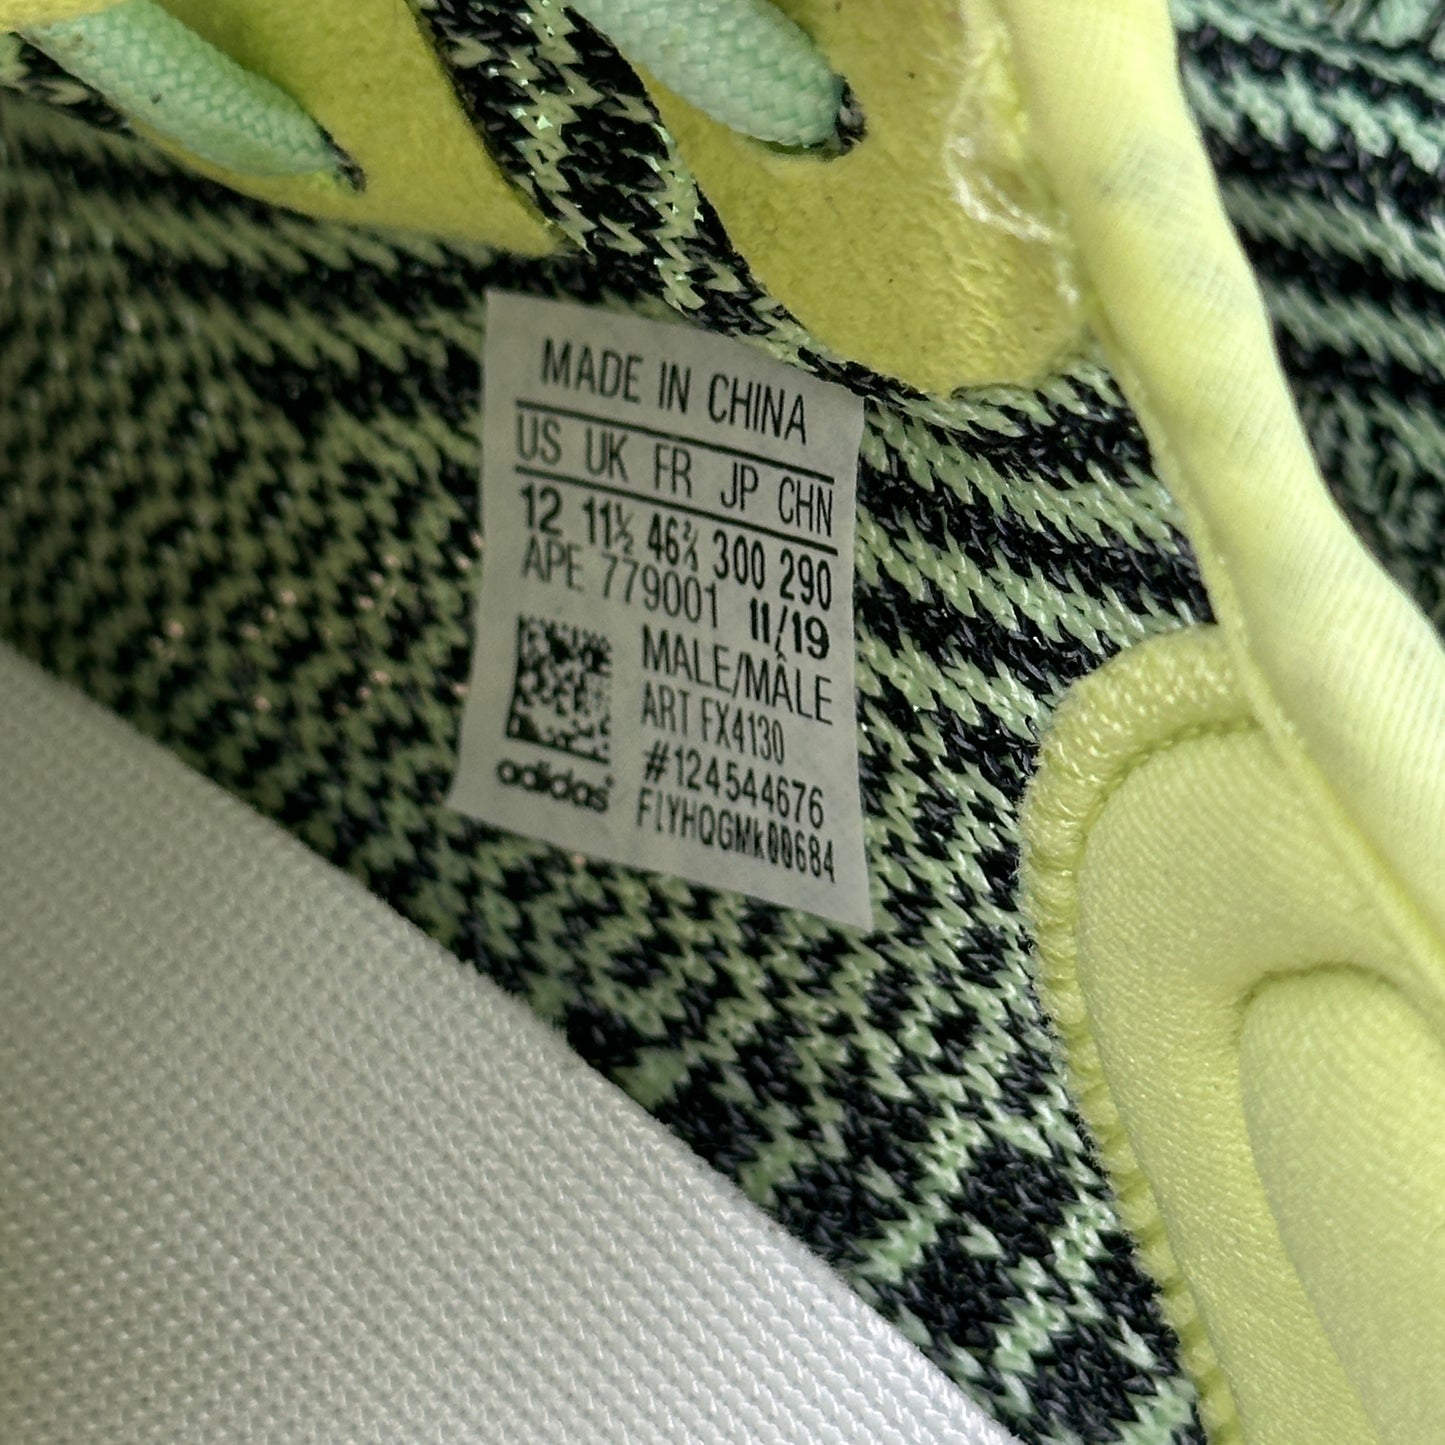 MADE IN CHINA
US UK FR JP CHN
12 11½ 46⅔ 300 290
APE 779001 11/19
MALE/MÂLE
ART FX4130
#124544676
FlYHQGMk00684
adidas